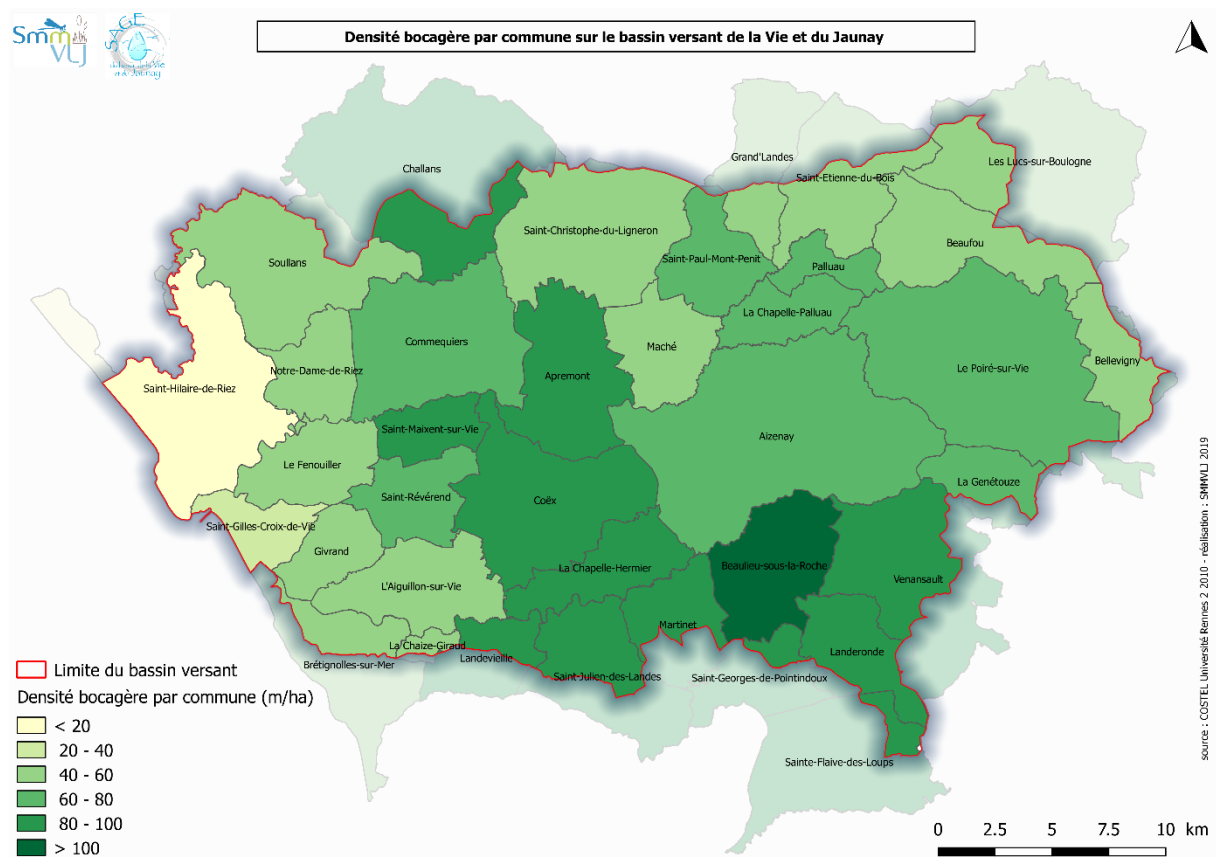 Smm
VLJ
SAGE
Densité bocagère par commune sur le bassin versant de la Vie et du Jaunay
Les Lucs-sur-Boulogne
Grand'Landes
Challans
Saint-Etienne-du-Bois
Saint-Christophe-du-Ligneron
Beaufou
Soullans
Saint-Paul-Mont-Penit
Palluau
La Chapelle-Palluau
Commequiers
Maché
Bellevigny
Le Poiré-sur-Vie
Notre-Dame-de-Riez
Apremont
Saint-Hilaire-de-Riez
Saint-Maixent-sur-Vie
Aizenay
Le Fenouiller
La Genétouze
Saint-Révérend
Coëx
Saint-Gilles-Croix-de-Vie
Givrand
La Chapelle-Hermier
Beaulieu-sous-la-Roche
Venansault
L'Aiguillon-sur-Vie
Martinet
La Chaize-Giraud
Landeronde
Landevieille
Brétignolles-sur-Mer
Saint-Julien-des-Landes
Saint-Georges-de-Pointindoux
Sainte-Flaive-des-Loups
Limite du bassin versant
Densité bocagère par commune (m/ha)
< 20
20 - 40
40 - 60
60 - 80
80 - 100
> 100
0 2.5 5 7.5 10 km
source : COSTEL Université Rennes 2 2010 - réalisation : SMMVLJ 2019